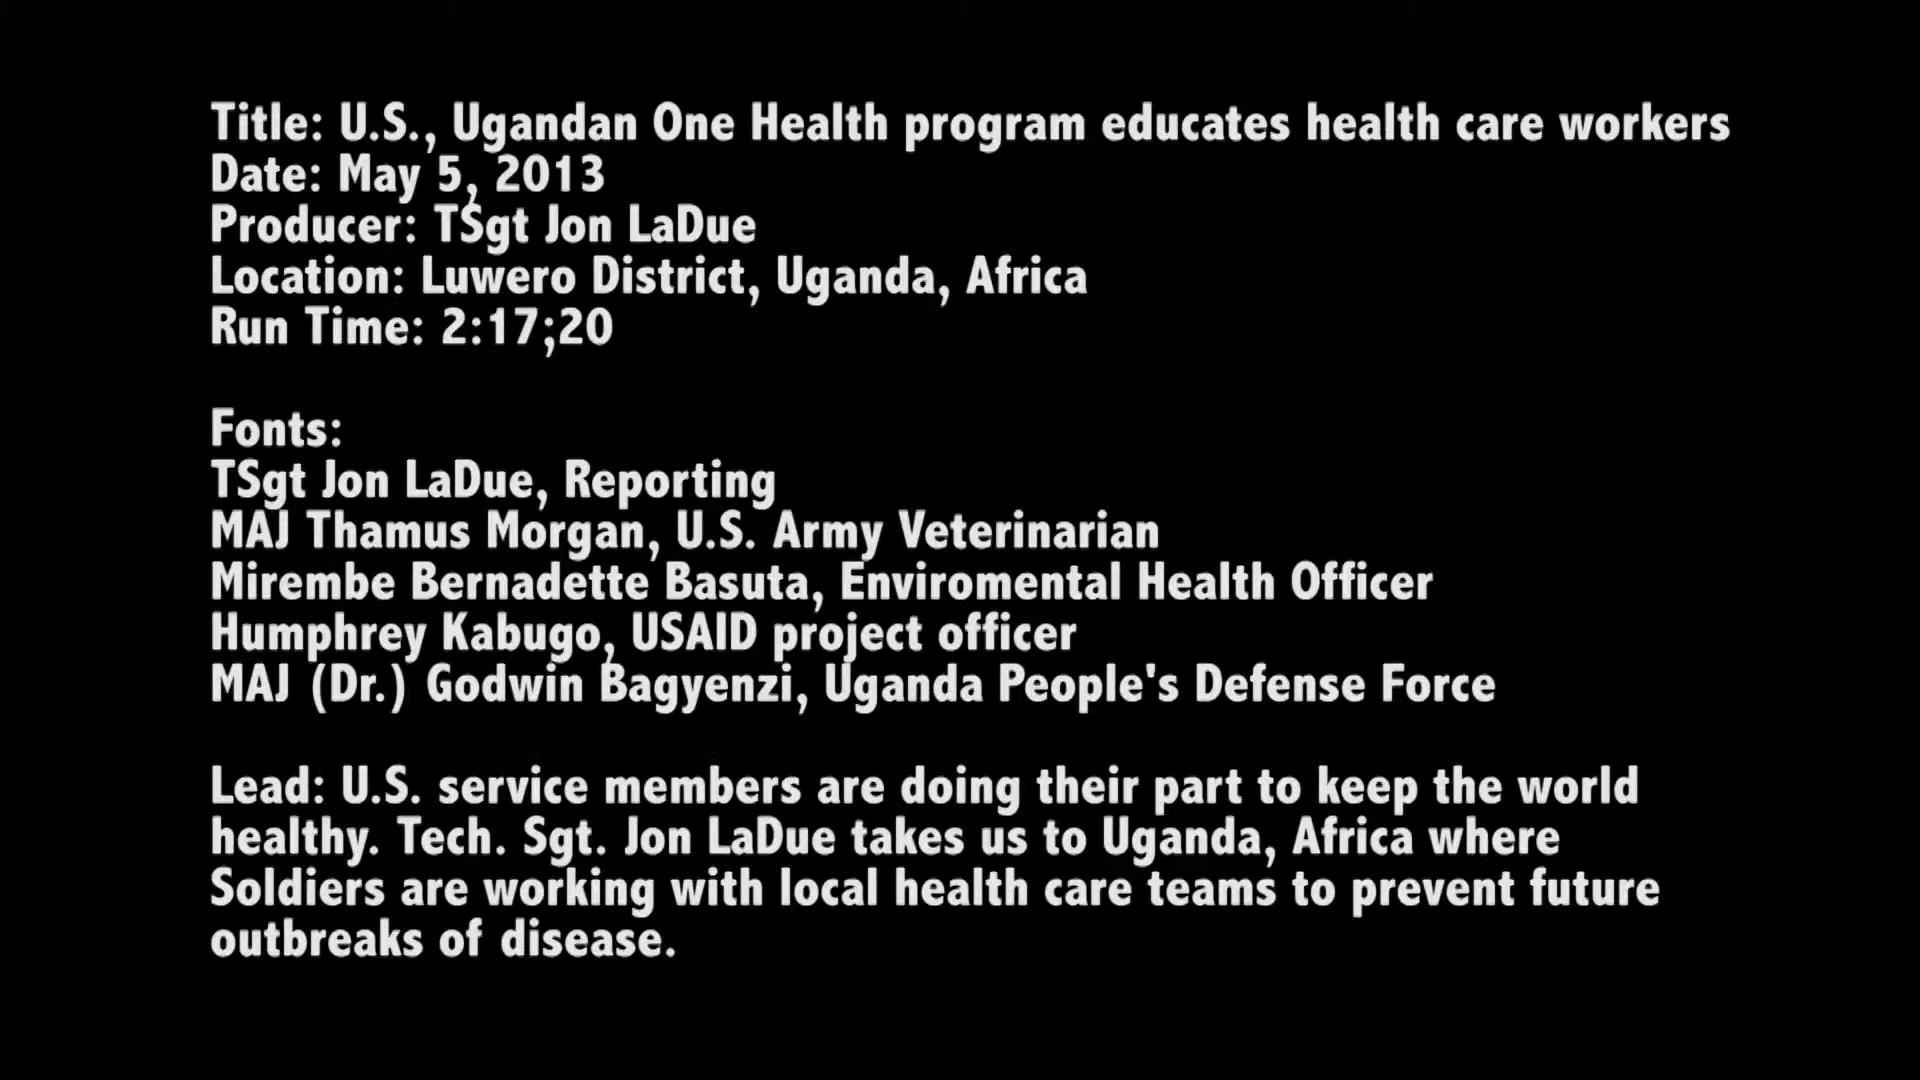 Title: U.S., Ugandan One Health program educates health care workers
Date: May 5, 2013
Producer: TSgt Jon LaDue
Location: Luwero District, Uganda, Africa
Run Time: 2:17;20
Fonts:
TSgt Jon LaDue, Reporting
MAJ Thamus Morgan, U.S. Army Veterinarian
Mirembe Bernadette Basuta, Enviromental Health Officer
Humphrey Kabugo, USAID project officer
MAJ (Dr.) Godwin Bagyenzi, Uganda People's Defense Force
Lead: U.S. service members are doing their part to keep the world
healthy. Tech. Sgt. Jon LaDue takes us to Uganda, Africa where
Soldiers are working with local health care teams to prevent future
outbreaks of disease.